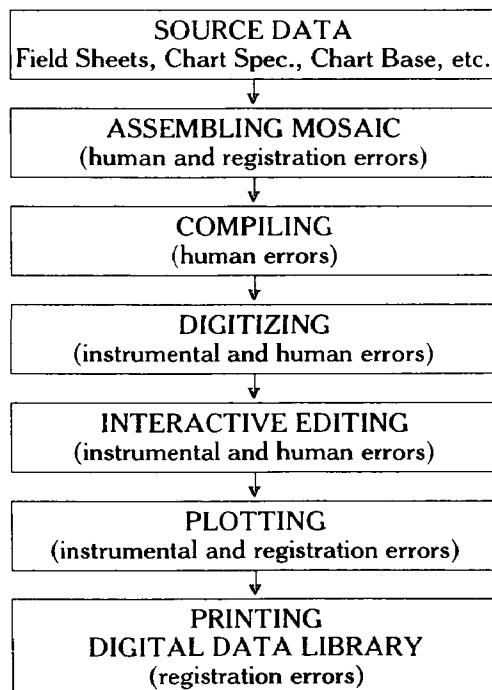 SOURCE DATA
Field Sheets, Chart Spec., Chart Base, etc.
ASSEMBLING MOSAIC
(human and registration errors)
COMPILING
(human errors)
DIGITIZING
(instrumental and human errors)
INTERACTIVE EDITING
(instrumental and human errors)
PLOTTING
(instrumental and registration errors)
PRINTING
DIGITAL DATA LIBRARY
(registration errors)